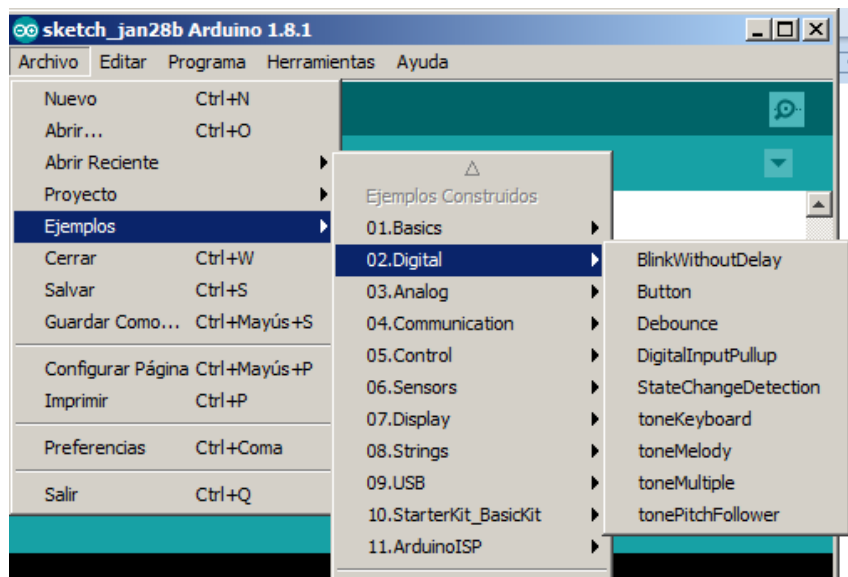 sketch_jan28b Arduino 1.8.1
Archivo Editar Programa Herramientas Ayuda
Nuevo Ctrl+N
Abrir... Ctrl+O
Abrir Reciente
Proyecto
Ejemplos
Cerrar Ctrl+W
Salvar Ctrl+S
Guardar Como... Ctrl+Mayús+S
Configurar Página Ctrl+Mayús+P
Imprimir Ctrl+P
Preferencias Ctrl+Coma
Salir Ctrl+Q
Ejemplos Construidos
01.Basics
02.Digital
03.Analog
04.Communication
05.Control
06.Sensors
07.Display
08.Strings
09.USB
10.StarterKit_BasicKit
11.ArduinoISP
BlinkWithoutDelay
Button
Debounce
DigitalInputPullup
StateChangeDetection
toneKeyboard
toneMelody
toneMultiple
tonePitchFollower